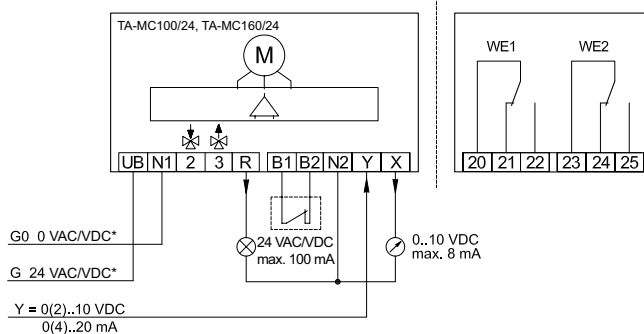 TA-MC100/24, TA-MC160/24
M
WE1 WE2
UB N1 2 3 R B1 B2 N2 Y X
20 21 22 23 24 25
G0 0 VAC/VDC*
24 VAC/VDC
max. 100 mA
0..10 VDC
max. 8 mA
G 24 VAC/VDC*
Y = 0(2)..10 VDC
0(4)..20 mA